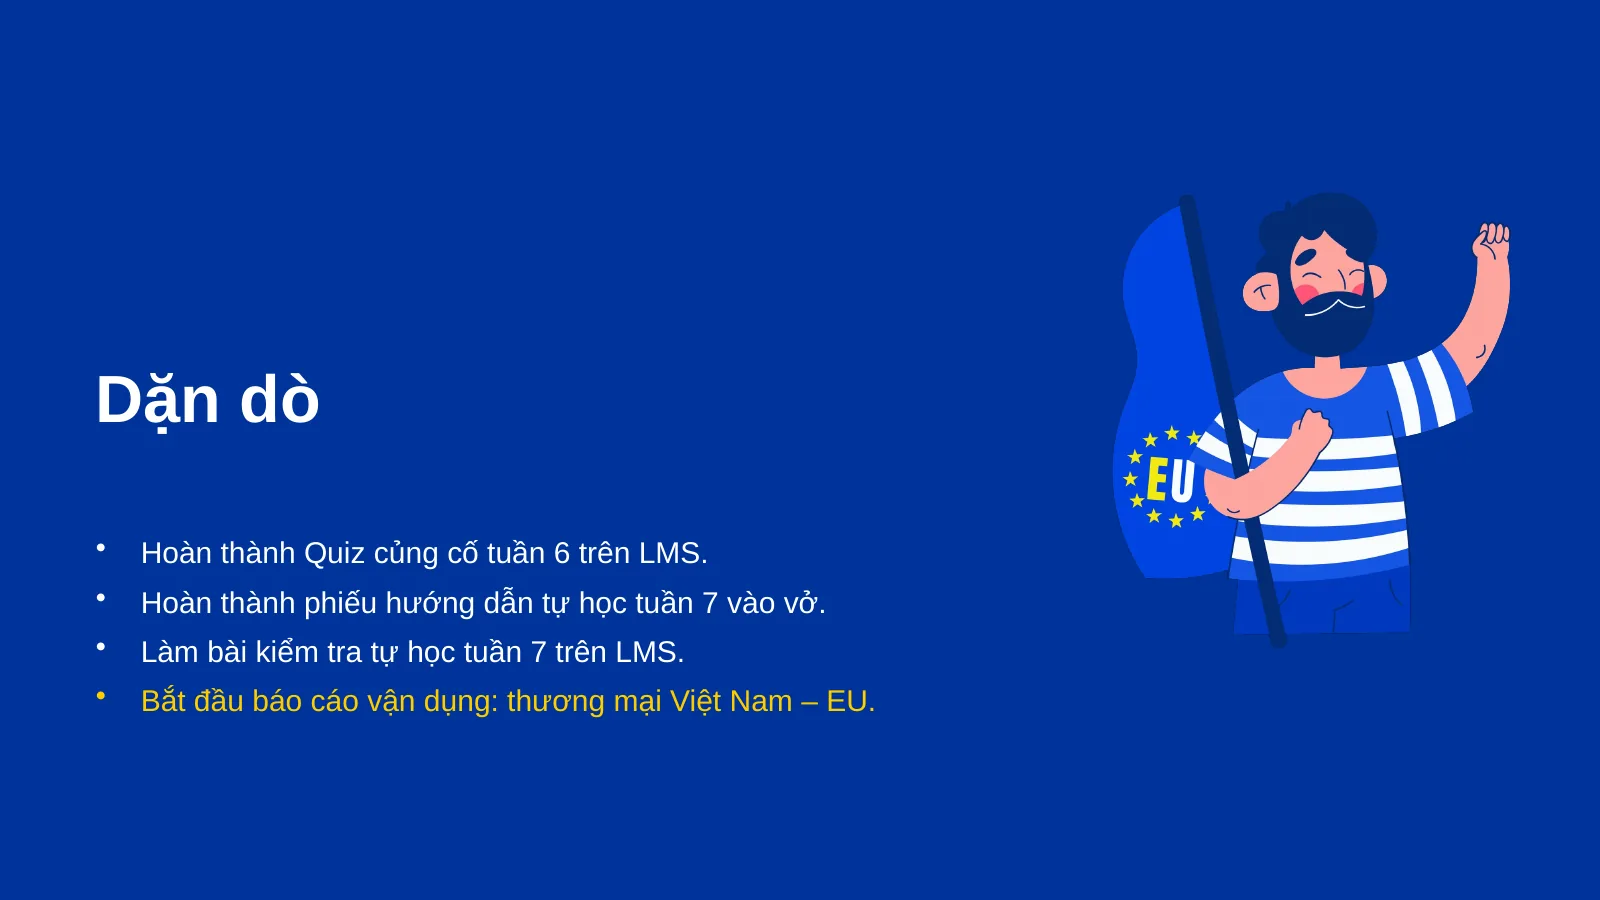 Dặn dò
• Hoàn thành Quiz củng cố tuần 6 trên LMS.
• Hoàn thành phiếu hướng dẫn tự học tuần 7 vào vở.
• Làm bài kiểm tra tự học tuần 7 trên LMS.
• Bắt đầu báo cáo vận dụng: thương mại Việt Nam – EU.
EU